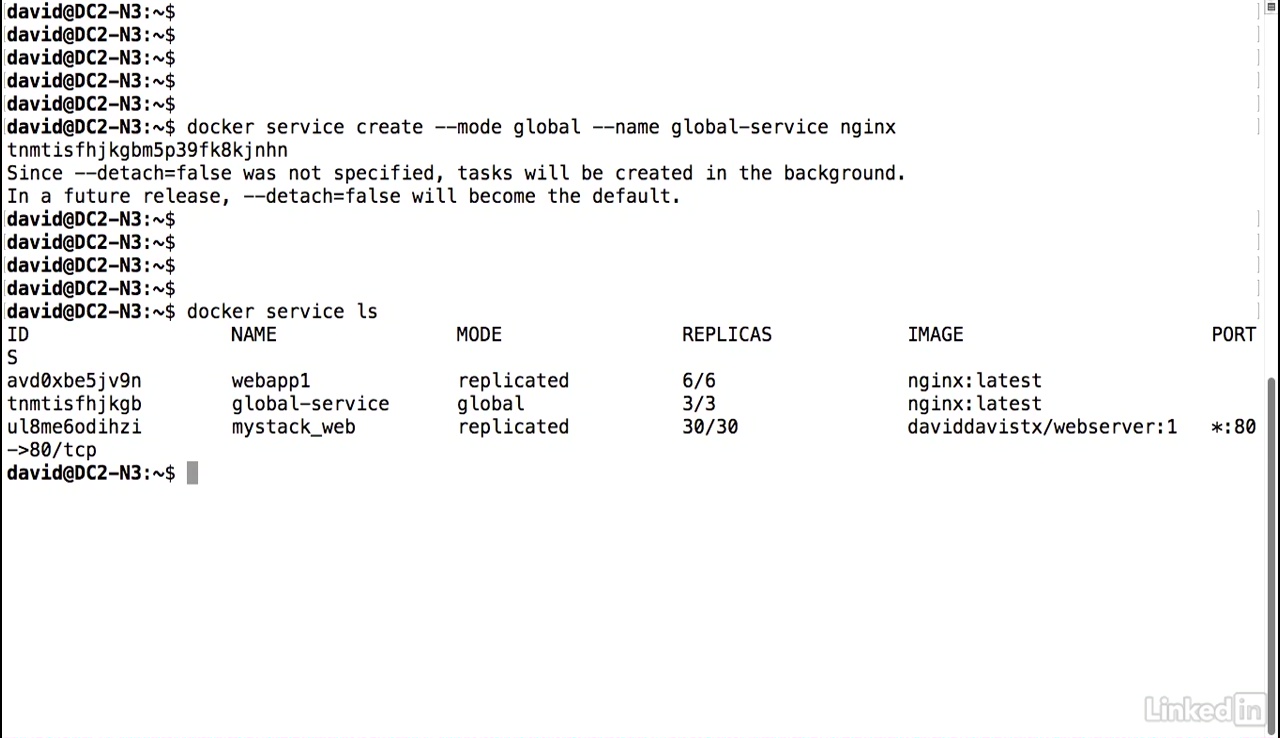 david@DC2-N3:~$
david@DC2-N3:~$
david@DC2-N3:~$
david@DC2-N3:~$
david@DC2-N3:~$
david@DC2-N3:~$ docker service create --mode global --name global-service nginx
tnmtisfhjkgbm5p39fk8kjnhn
Since --detach=false was not specified, tasks will be created in the background.
In a future release, --detach=false will become the default.
david@DC2-N3:~$
david@DC2-N3:~$
david@DC2-N3:~$
david@DC2-N3:~$
david@DC2-N3:~$ docker service ls
ID NAME MODE REPLICAS IMAGE PORT
S
avd0xbe5jv9n webapp1 replicated 6/6 nginx:latest
tnmtisfhjkgb global-service global 3/3 nginx:latest
ul8me6odihzi mystack_web replicated 30/30 daviddavistx/webserver:1 *:80
->80/tcp
david@DC2-N3:~$
Linked in